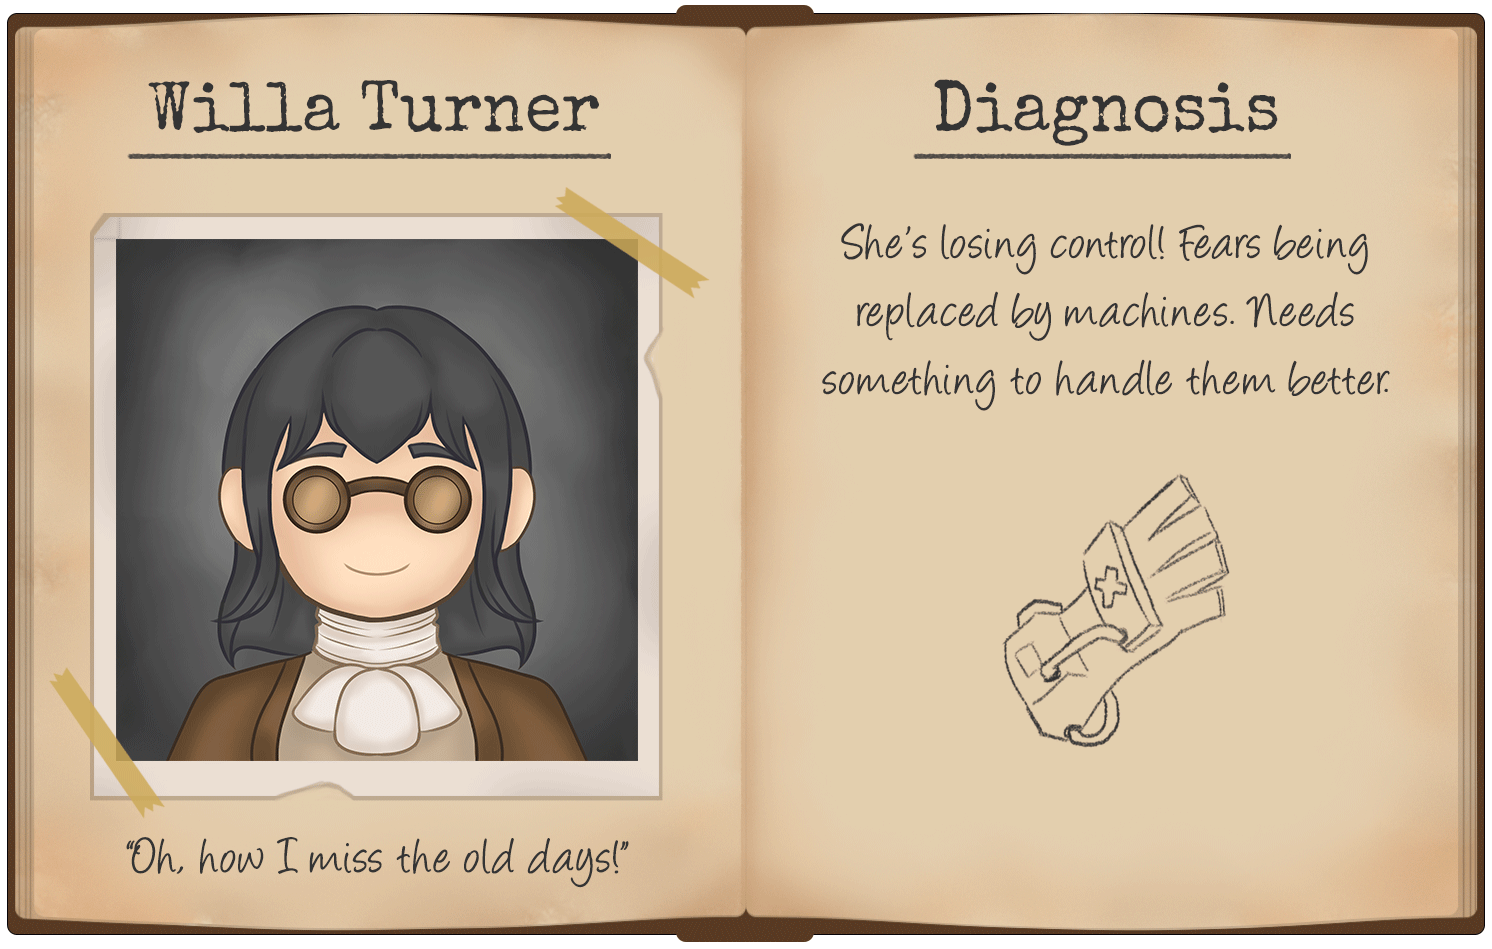 Willa Turner
“Oh, how I miss the old days!”
Diagnosis
She's losing control! Fears being
replaced by machines. Needs
something to handle them better.